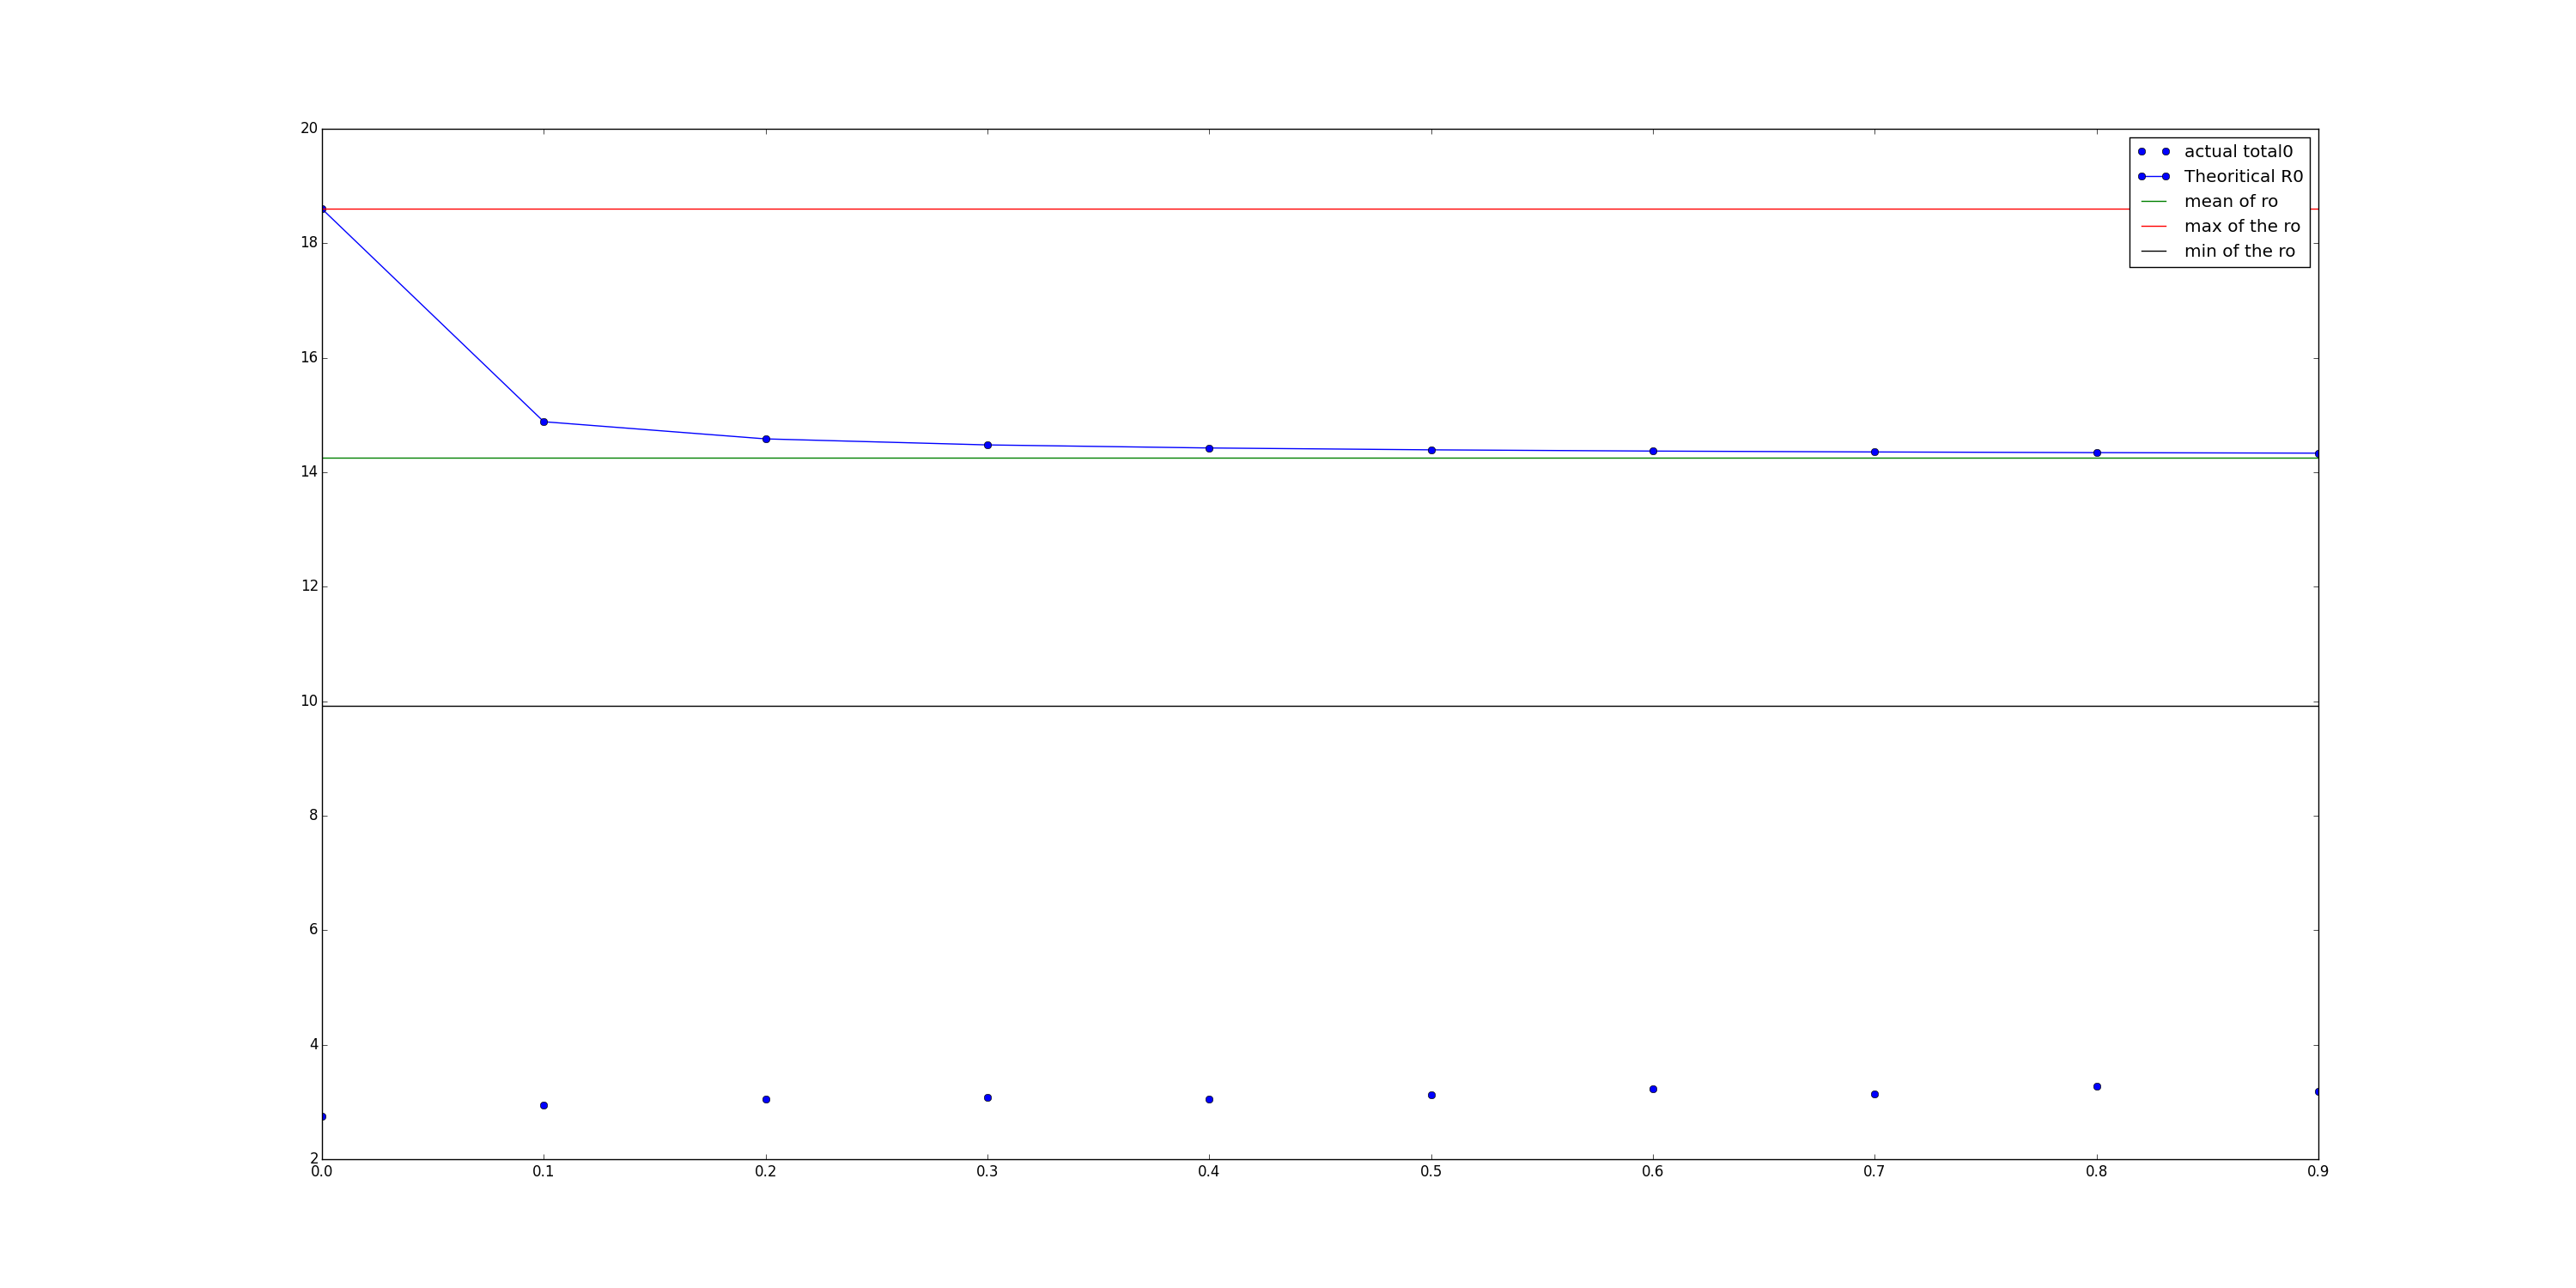 20
18
16
14
12
10
8
6
4
2
0.0 0.1 0.2 0.3 0.4 0.5 0.6 0.7 0.8 0.9
actual total0
Theoritical R0
mean of ro
max of the ro
min of the ro